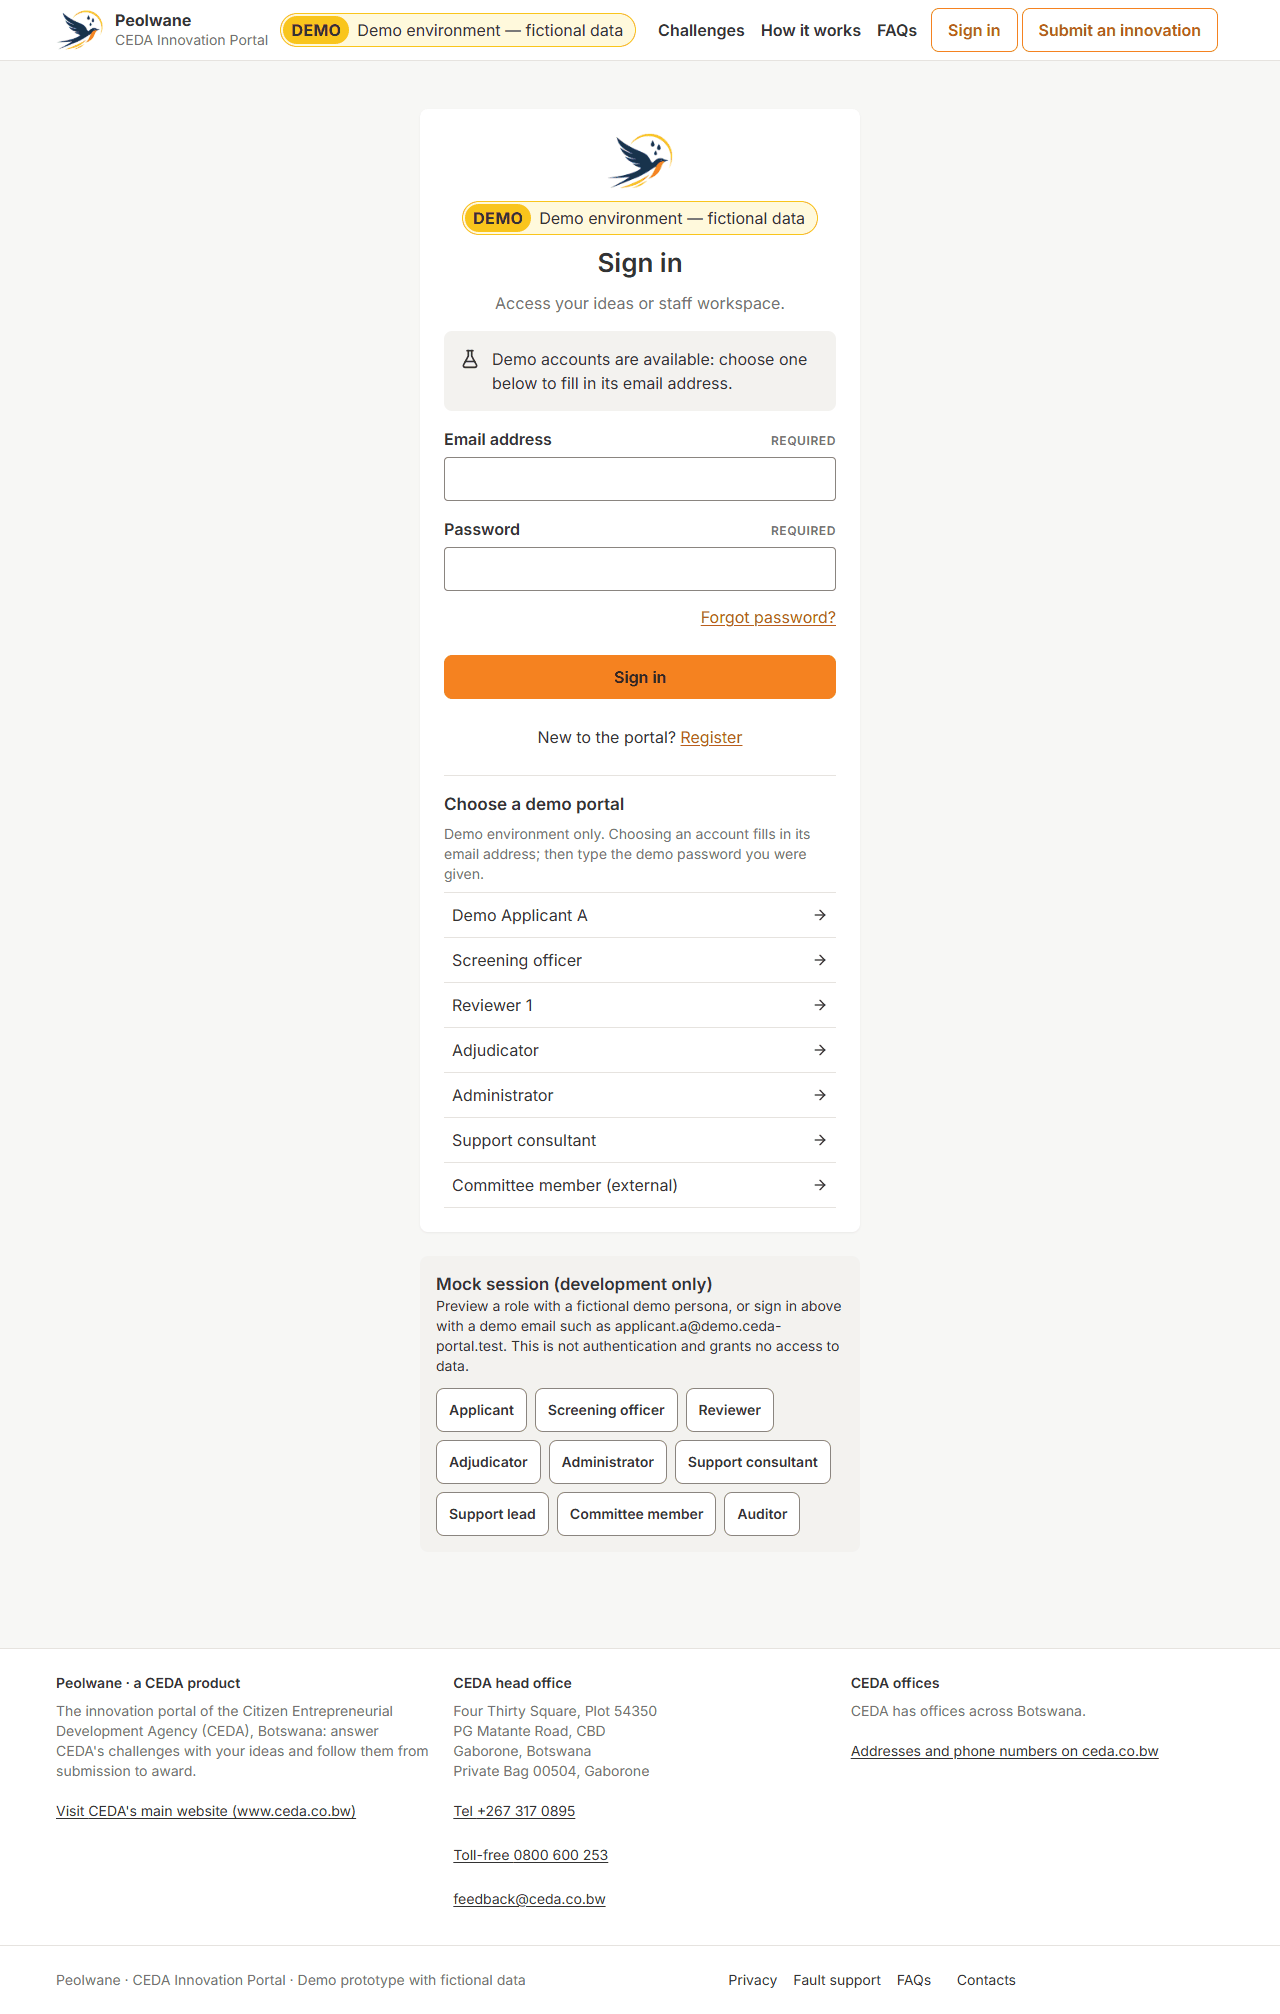 Peolwane
CEDA Innovation Portal
DEMO Demo environment — fictional data
Challenges How it works FAQs Sign in Submit an innovation
DEMO Demo environment — fictional data
Sign in
Access your ideas or staff workspace.
Demo accounts are available: choose one
below to fill in its email address.
Email address REQUIRED
Password REQUIRED
Forgot password?
Sign in
New to the portal? Register
Choose a demo portal
Demo environment only. Choosing an account fills in its
email address; then type the demo password you were
given.
Demo Applicant A
Screening officer
Reviewer 1
Adjudicator
Administrator
Support consultant
Committee member (external)
Mock session (development only)
Preview a role with a fictional demo persona, or sign in above
with a demo email such as applicant.a@demo.ceda-
portal.test. This is not authentication and grants no access to
data.
Applicant Screening officer Reviewer
Adjudicator Administrator Support consultant
Support lead Committee member Auditor
Peolwane · a CEDA product
The innovation portal of the Citizen Entrepreneurial
Development Agency (CEDA), Botswana: answer
CEDA's challenges with your ideas and follow them from
submission to award.
Visit CEDA's main website (www.ceda.co.bw)
CEDA head office
Four Thirty Square, Plot 54350
PG Matante Road, CBD
Gaborone, Botswana
Private Bag 00504, Gaborone
Tel +267 317 0895
Toll-free 0800 600 253
feedback@ceda.co.bw
CEDA offices
CEDA has offices across Botswana.
Addresses and phone numbers on ceda.co.bw
Peolwane · CEDA Innovation Portal · Demo prototype with fictional data
Privacy Fault support FAQs Contacts